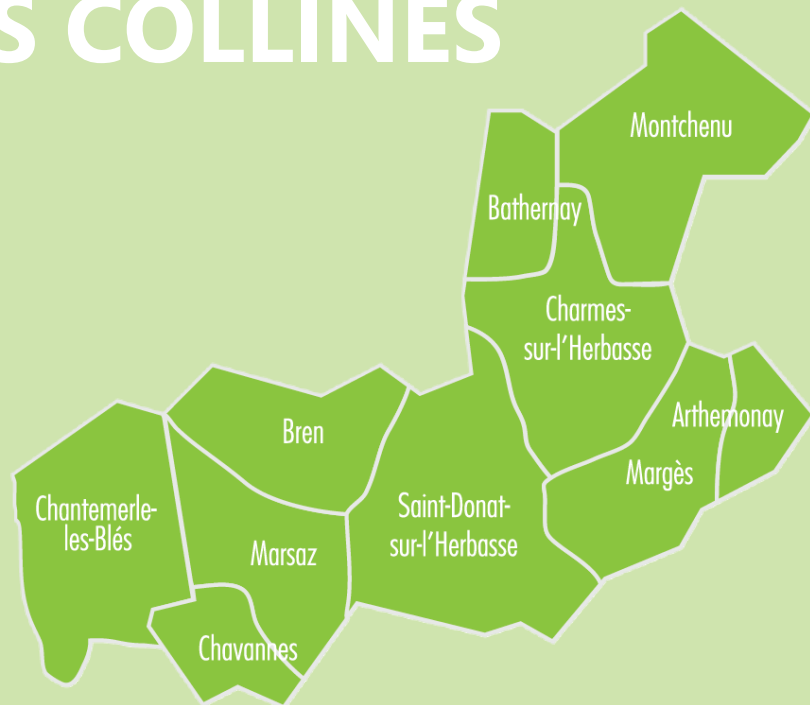 S COLLINES
Montchenu
Bathernay
Charmes-
sur-l'Herbasse
Arthemonay
Margès
Bren
Saint-Donat-
sur-l'Herbasse
Chantemerle-
les-Blés
Marsaz
Chavannes